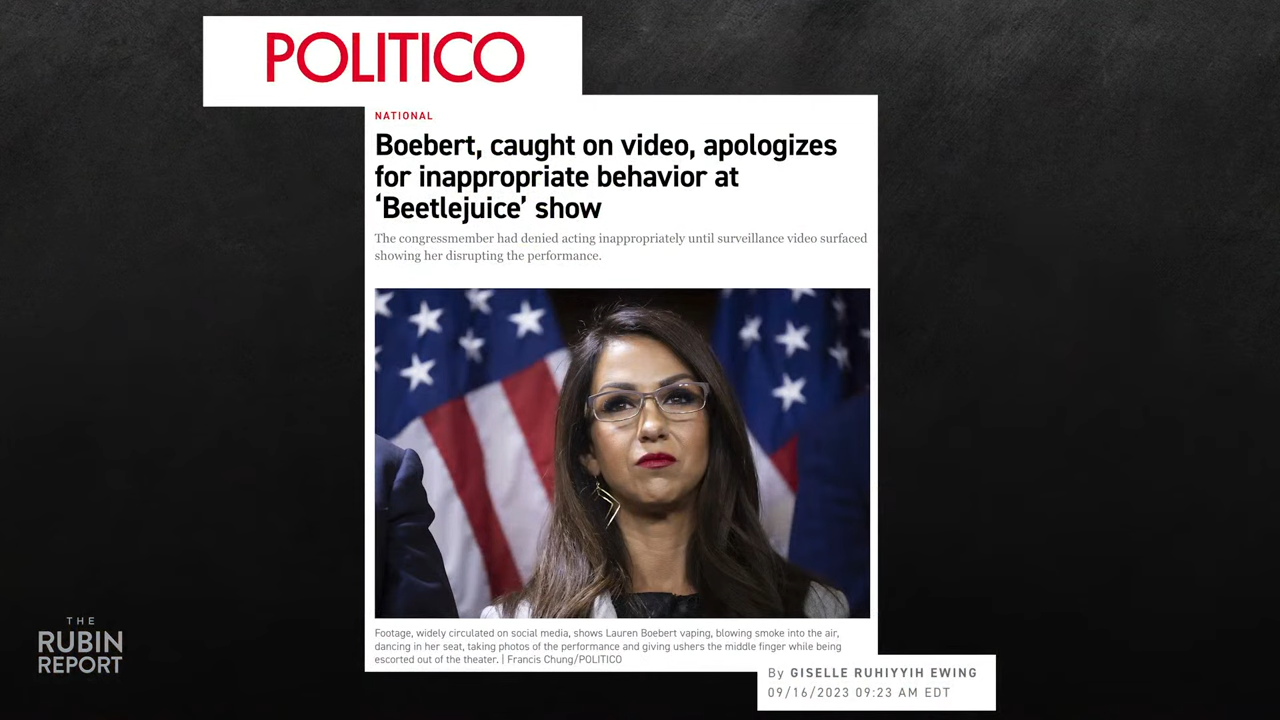 POLITICO
NATIONAL
Boebert, caught on video, apologizes
for inappropriate behavior at
‘Beetlejuice’ show
The congressmember had denied acting inappropriately until surveillance video surfaced
showing her disrupting the performance.
Footage, widely circulated on social media, shows Lauren Boebert vaping, blowing smoke into the air,
dancing in her seat, taking photos of the performance and giving ushers the middle finger while being
escorted out of the theater. | Francis Chung/POLITICO
By GISELLE RUHIYYIH EWING
09/16/2023 09:23 AM EDT
THE
RUBIN
REPORT